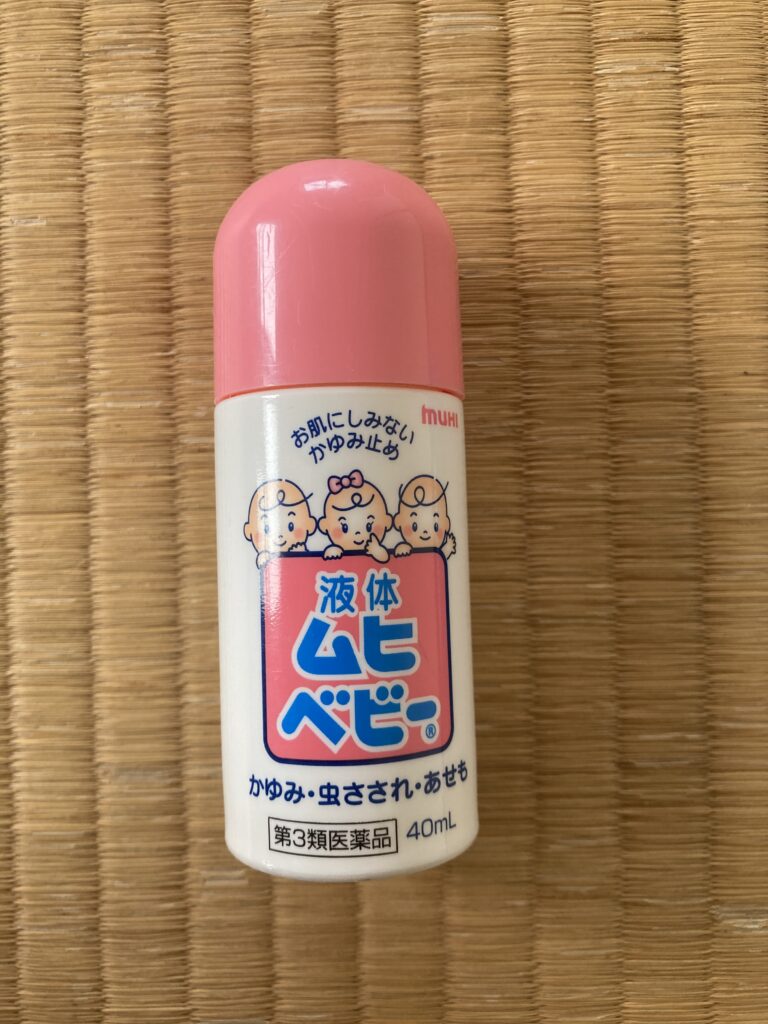 muHI
お肌にしみない
かゆみ止め
液体
ムヒ
ベビー®
かゆみ・虫さされ・あせも
第3類医薬品 40mL